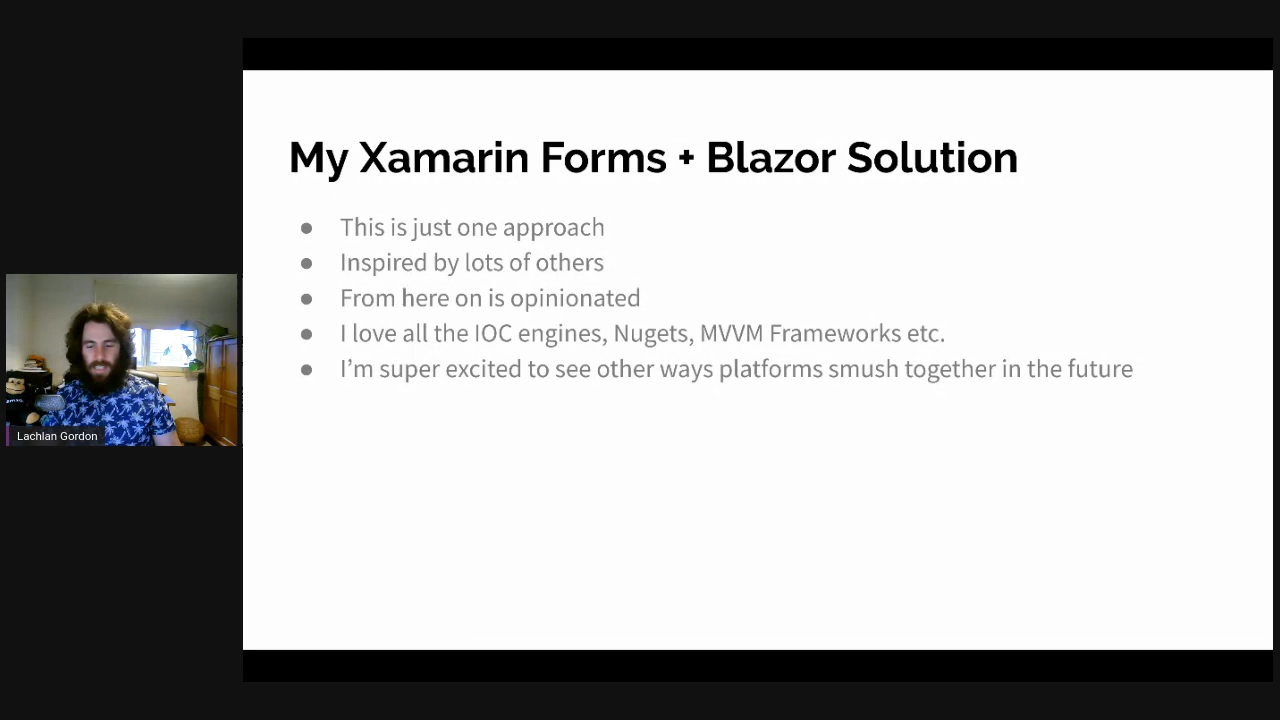 My Xamarin Forms + Blazor Solution
● This is just one approach
● Inspired by lots of others
● From here on is opinionated
● I love all the IOC engines, Nugets, MVVM Frameworks etc.
● I’m super excited to see other ways platforms smush together in the future
Lachlan Gordon